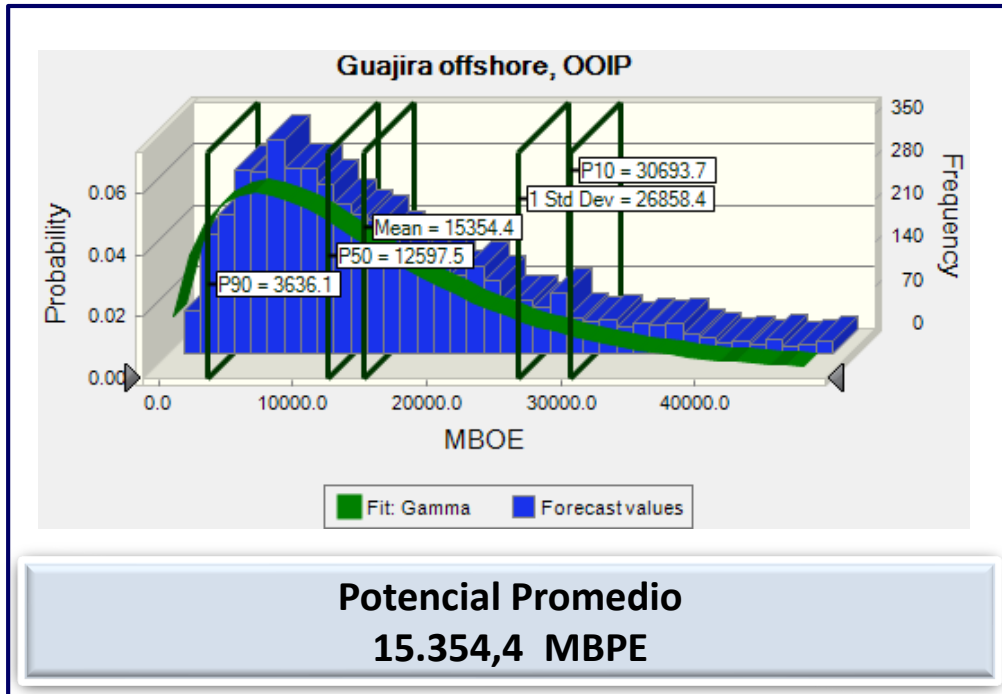 Guajira offshore, OOIP
Probability
0.06
0.04
0.02
0.00
350
280
210
140
70
0
Frequency
P10 = 30693.7
1 Std Dev = 26858.4
Mean = 15354.4
P50 = 12597.5
P90 = 3636.1
0.0 10000.0 20000.0 30000.0 40000.0
MBOE
Fit: Gamma Forecast values
Potencial Promedio
15.354,4 MBPE